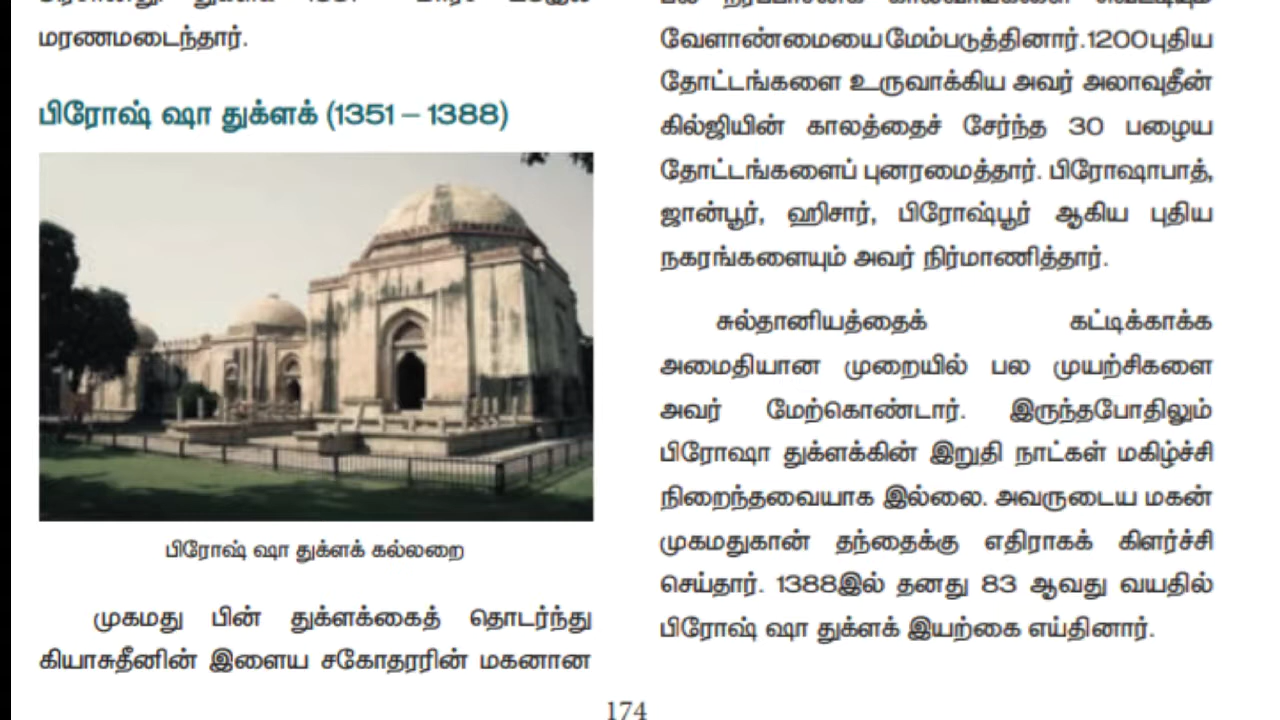 மரணமடைந்தார்.
பிரோஷ் ஷா துக்ளக் (1351 – 1388)
பிரோஷ் ஷா துக்ளக் கல்லறை
முகமது பின் துக்ளக்கைத் தொடர்ந்து
கியாசுதீனின் இளைய சகோதரரின் மகனான
வேளாண்மையை மேம்படுத்தினார். 1200 புதிய
தோட்டங்களை உருவாக்கிய அவர் அலாவுதீன்
கில்ஜியின் காலத்தைச் சேர்ந்த 30 பழைய
தோட்டங்களைப் புனரமைத்தார். பிரோஷாபாத்,
ஜான்பூர், ஹிசார், பிரோஷ்பூர் ஆகிய புதிய
நகரங்களையும் அவர் நிர்மாணித்தார்.
சுல்தானியத்தைக் கட்டிக்காக்க
அமைதியான முறையில் பல முயற்சிகளை
அவர் மேற்கொண்டார். இருந்தபோதிலும்
பிரோஷா துக்ளக்கின் இறுதி நாட்கள் மகிழ்ச்சி
நிறைந்தவையாக இல்லை. அவருடைய மகன்
முகமதுகான் தந்தைக்கு எதிராகக் கிளர்ச்சி
செய்தார். 1388இல் தனது 83 ஆவது வயதில்
பிரோஷ் ஷா துக்ளக் இயற்கை எய்தினார்.
174